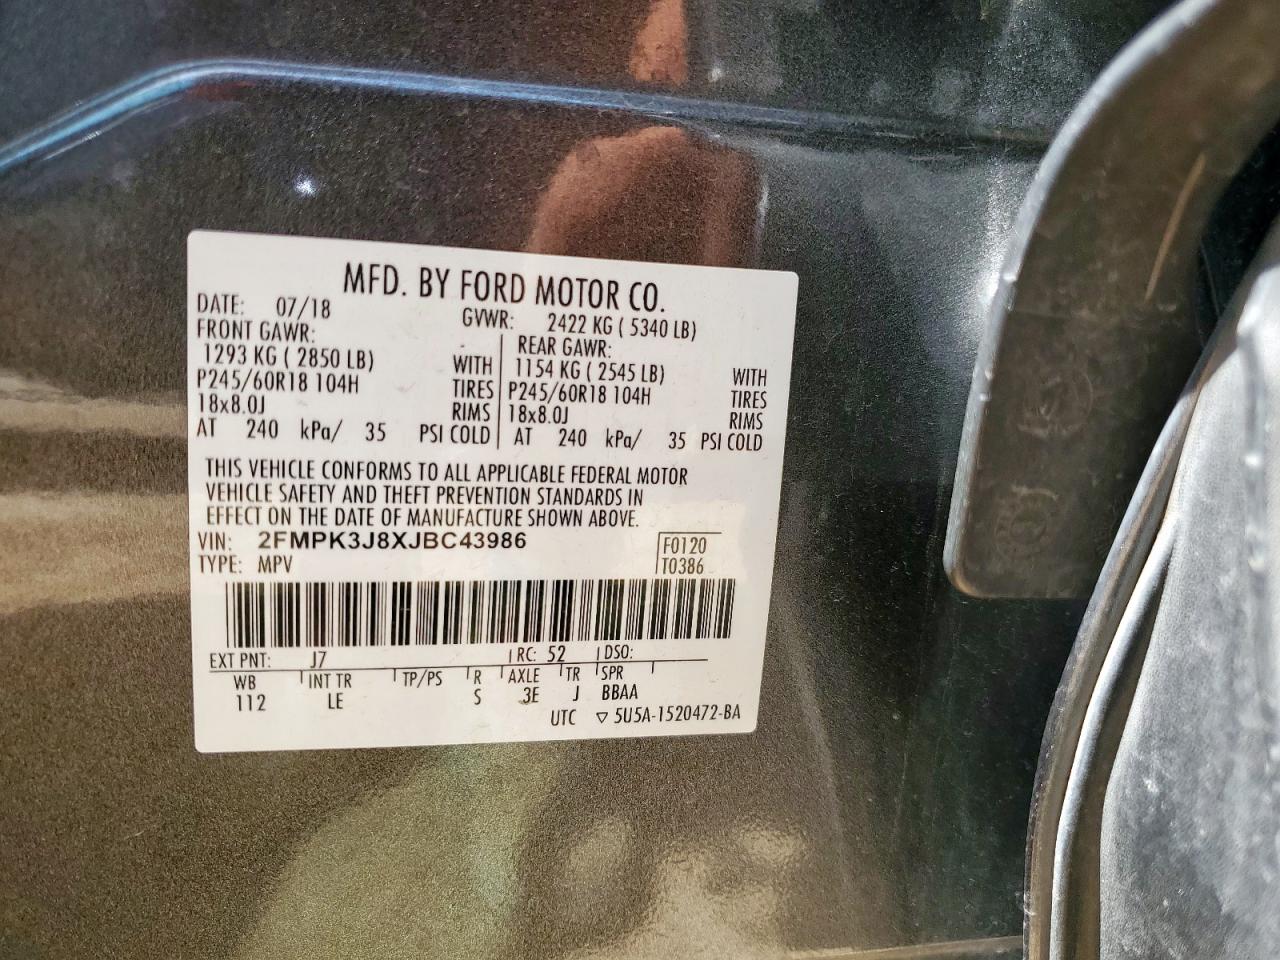 MFD. BY FORD MOTOR CO.
DATE: 07/18 GVWR: 2422 KG ( 5340 LB)
FRONT GAWR: REAR GAWR:
1293 KG ( 2850 LB) WITH 1154 KG ( 2545 LB) WITH
P245/60R18 104H TIRES P245/60R18 104H TIRES
18x8.0J RIMS 18x8.0J RIMS
AT 240 kPa/ 35 PSI COLD AT 240 kPa/ 35 PSI COLD
THIS VEHICLE CONFORMS TO ALL APPLICABLE FEDERAL MOTOR
VEHICLE SAFETY AND THEFT PREVENTION STANDARDS IN
EFFECT ON THE DATE OF MANUFACTURE SHOWN ABOVE.
VIN: 2FMPK3J8XJBC43986 F0120
TYPE: MPV T0386
EXT PNT: J7 RC: 52 DSO:
WB INT TR TP/PS R AXLE TR SPR
112 LE S 3E J BBAA
UTC ▽ 5U5A-1520472-BA